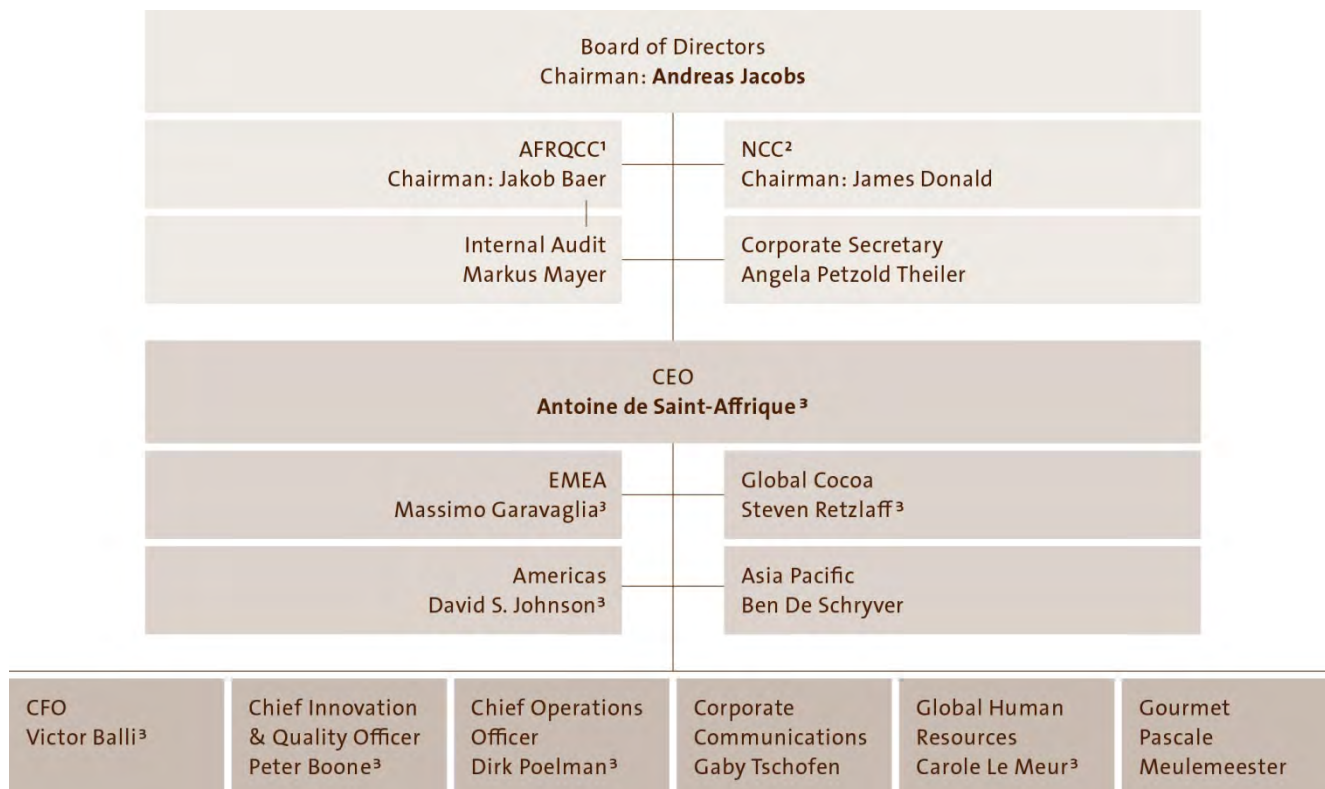 Board of Directors
Chairman: Andreas Jacobs
AFRQCC¹
Chairman: Jakob Baer
NCC²
Chairman: James Donald
Internal Audit
Markus Mayer
Corporate Secretary
Angela Petzold Theiler
CEO
Antoine de Saint-Affrique³
EMEA
Massimo Garavaglia³
Global Cocoa
Steven Retzlaff³
Americas
David S. Johnson³
Asia Pacific
Ben De Schryver
CFO
Victor Balli³
Chief Innovation
& Quality Officer
Peter Boone³
Chief Operations
Officer
Dirk Poelman³
Corporate
Communications
Gaby Tschofen
Global Human
Resources
Carole Le Meur³
Gourmet
Pascale
Meulemeester